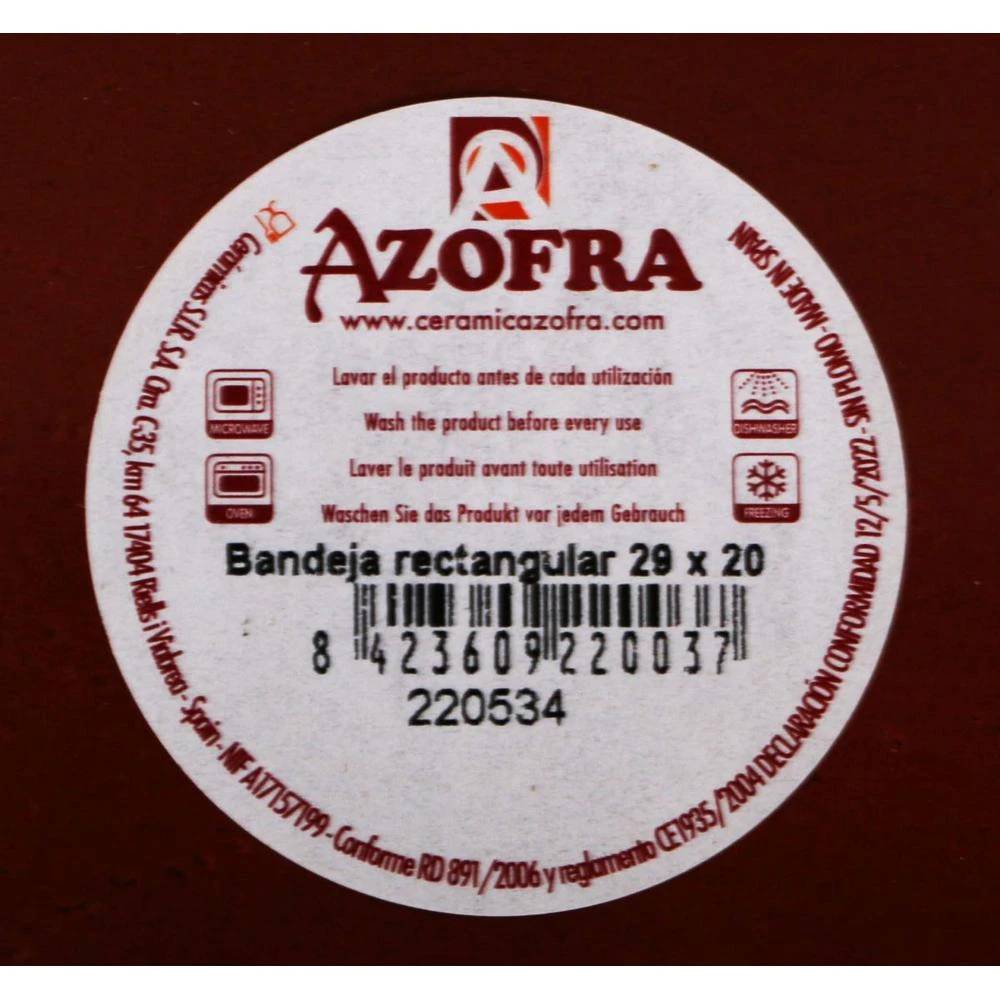 AZOFRA
www.ceramicazofra.com
Lavar el producto antes de cada utilización
Wash the product before every use
Laver le produit avant toute utilisation
Waschen Sie das Produkt vor jedem Gebrauch
MICROWAVE
OVEN
DISHWASHER
FREEZING
Bandeja rectangular 29 x 20
8 423609 220037
220534
Cerámicas S.I.R. S.A. Ctra. C35, km 64 17404 Riells i Viabrea - Spain - NIF A17157199 - Conforme RD 891/2006 y reglamento CE1935/2004 DECLARACIÓN CONFORMIDAD 12/5/2022 - SIN PLOMO - MADE IN SPAIN